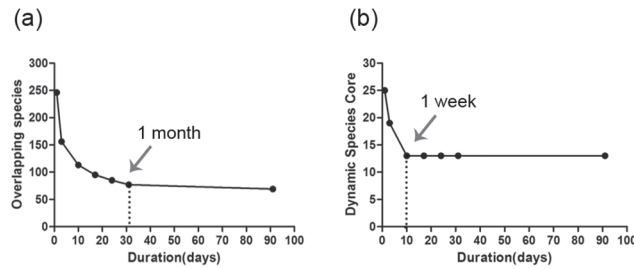 (a)
300
250
200
150
100
50
0
Overlapping species
1 month
0 10 20 30 40 50 60 70 80 90 100
Duration(days)
(b)
30
25
20
15
10
5
0
Dynamic Species Core
1 week
0 10 20 30 40 50 60 70 80 90 100
Duration(days)